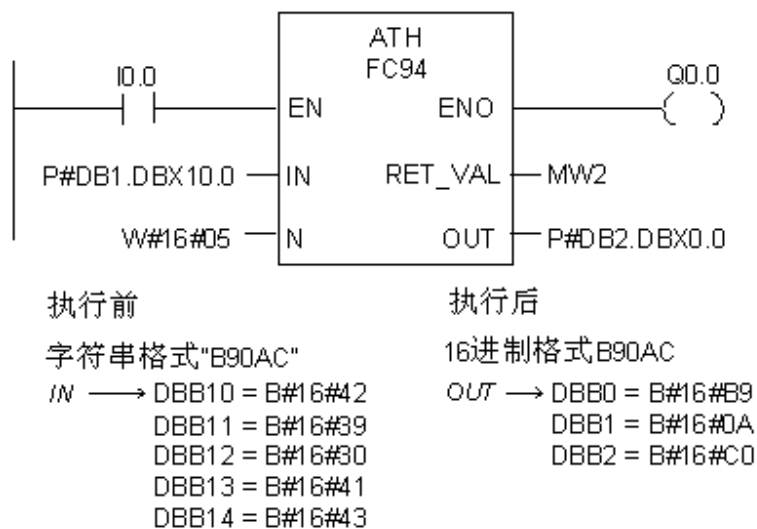 ATH
FC94
I0.0
Q0.0
EN ENO
P#DB1.DBX10.0 IN RET_VAL MW2
W#16#05 N OUT P#DB2.DBX0.0
执行前 执行后
字符串格式"B90AC" 16进制格式B90AC
IN DBB10 = B#16#42 OUT DBB0 = B#16#B9
DBB11 = B#16#39 DBB1 = B#16#0A
DBB12 = B#16#30 DBB2 = B#16#C0
DBB13 = B#16#41
DBB14 = B#16#43